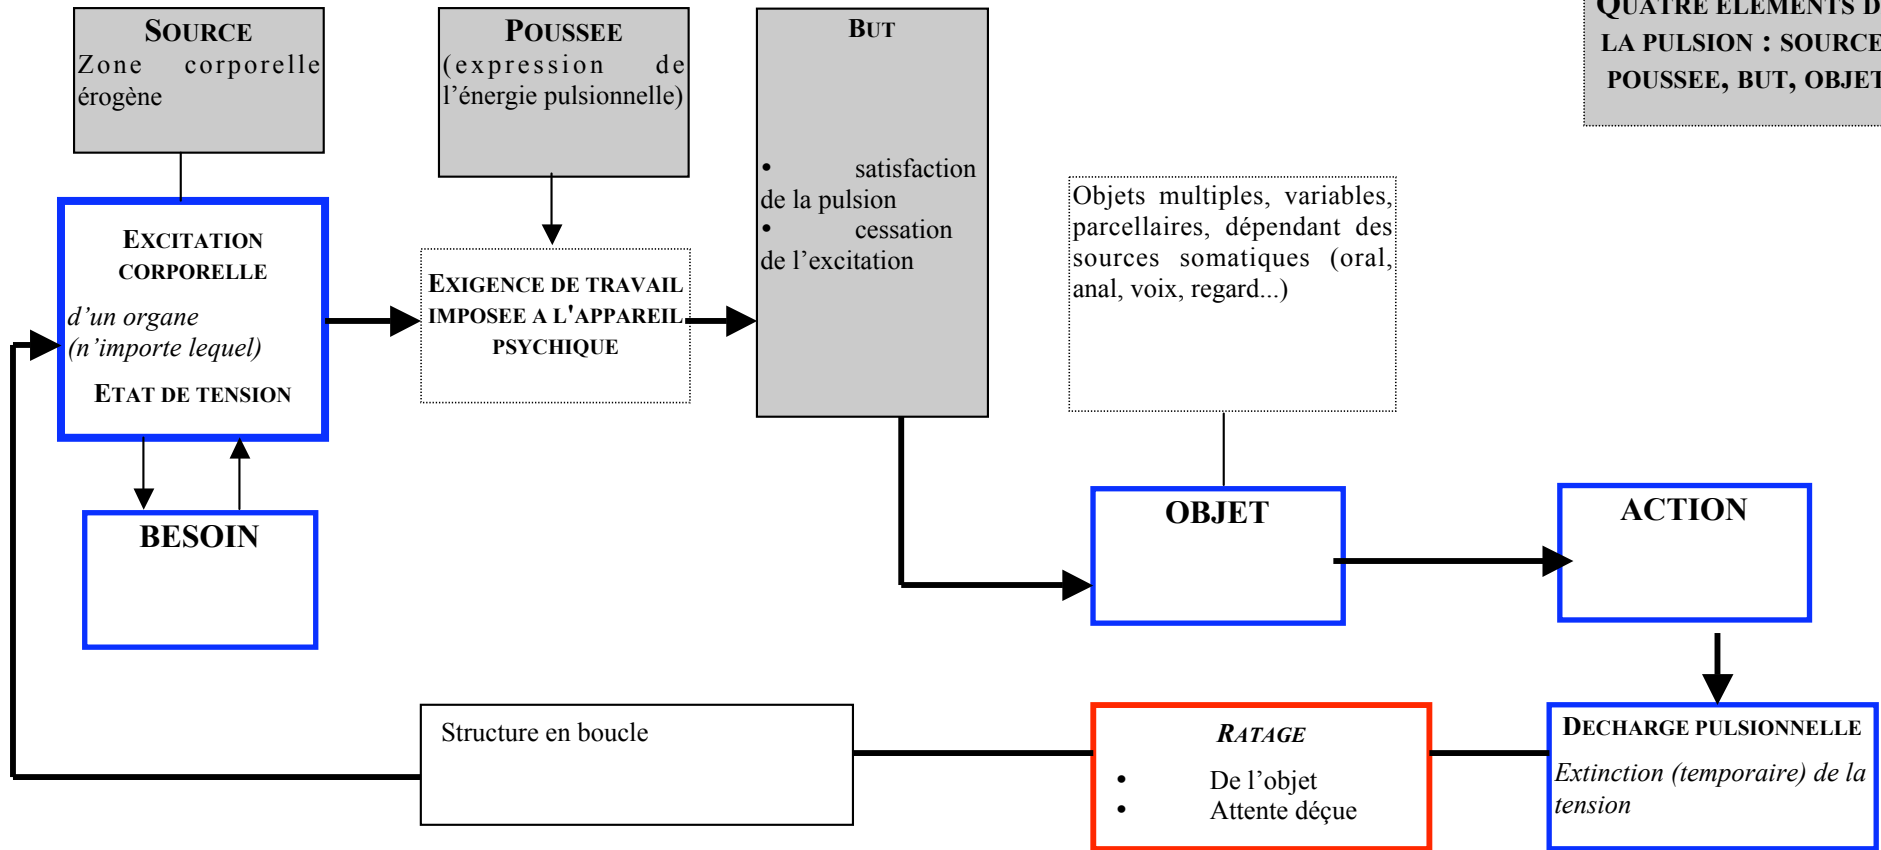 SOURCE
Zone corporelle
érogène
POUSSEE
(expression de
l’énergie pulsionnelle)
BUT
• satisfaction
de la pulsion
• cessation
de l’excitation
QUATRE ELEMENTS D
LA PULSION : SOURCE
POUSSEE, BUT, OBJET
EXCITATION
CORPORELLE
d’un organe
(n’importe lequel)
ETAT DE TENSION
EXIGENCE DE TRAVAIL
IMPOSEE A L'APPAREIL
PSYCHIQUE
Objets multiples, variables,
parcellaires, dépendant des
sources somatiques (oral,
anal, voix, regard...)
BESOIN
OBJET
ACTION
Structure en boucle
RATAGE
• De l’objet
• Attente déçue
DECHARGE PULSIONNELLE
Extinction (temporaire) de la
tension